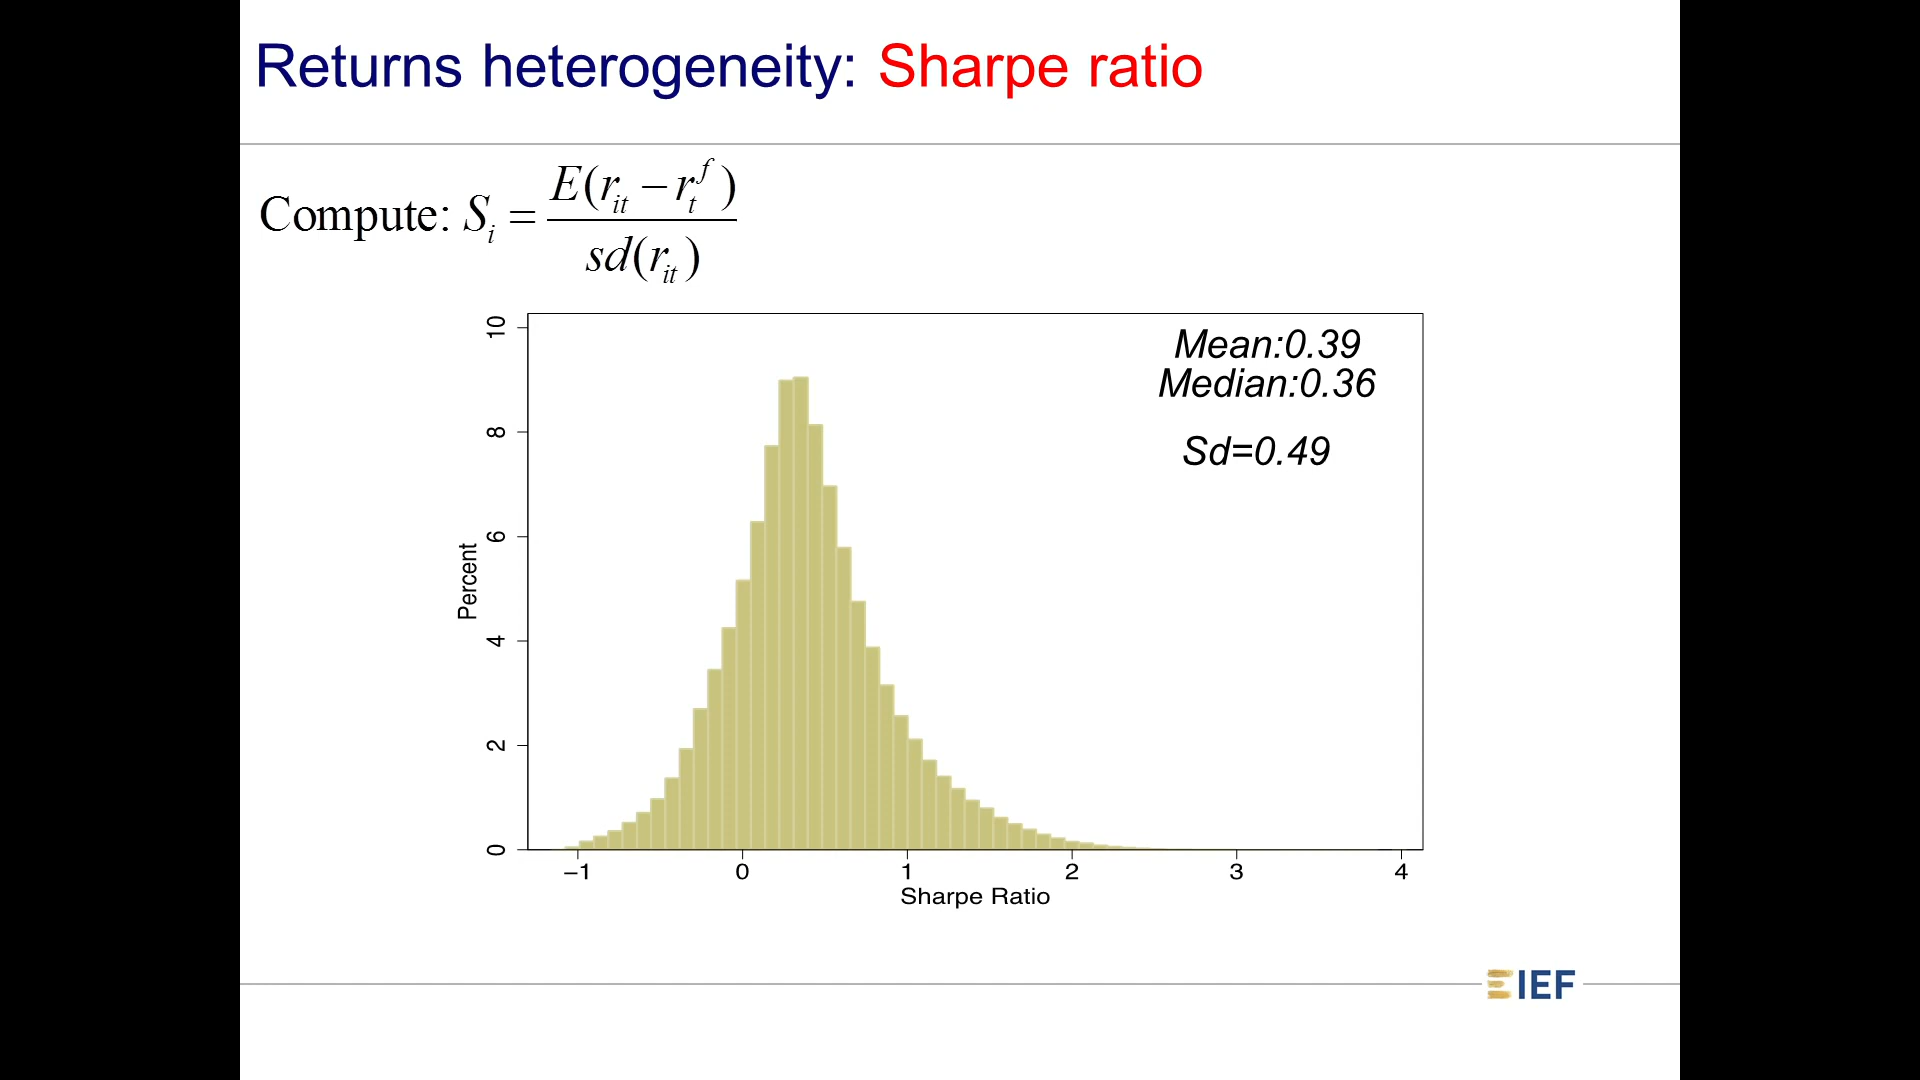 Returns heterogeneity: Sharpe ratio
Compute: S_i = E(r_it − r_t^f) / sd(r_it)
Mean:0.39
Median:0.36
Sd=0.49
Percent
10
8
6
4
2
0
−1 0 1 2 3 4
Sharpe Ratio
EIEF